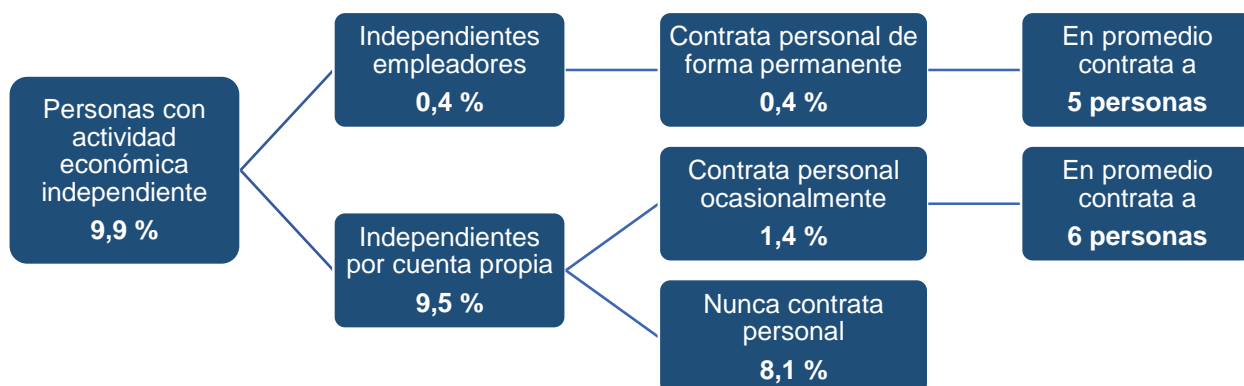 Personas con
actividad
económica
independiente
9,9 %
Independientes
empleadores
0,4 %
Contrata personal de
forma permanente
0,4 %
En promedio
contrata a
5 personas
Independientes
por cuenta propia
9,5 %
Contrata personal
ocasionalmente
1,4 %
En promedio
contrata a
6 personas
Nunca contrata
personal
8,1 %